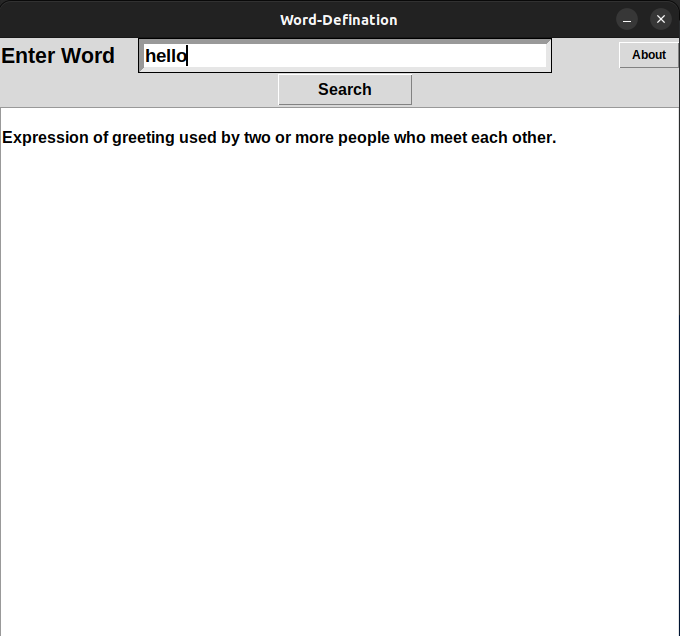 Word-Defination
Enter Word hello About
Search
Expression of greeting used by two or more people who meet each other.